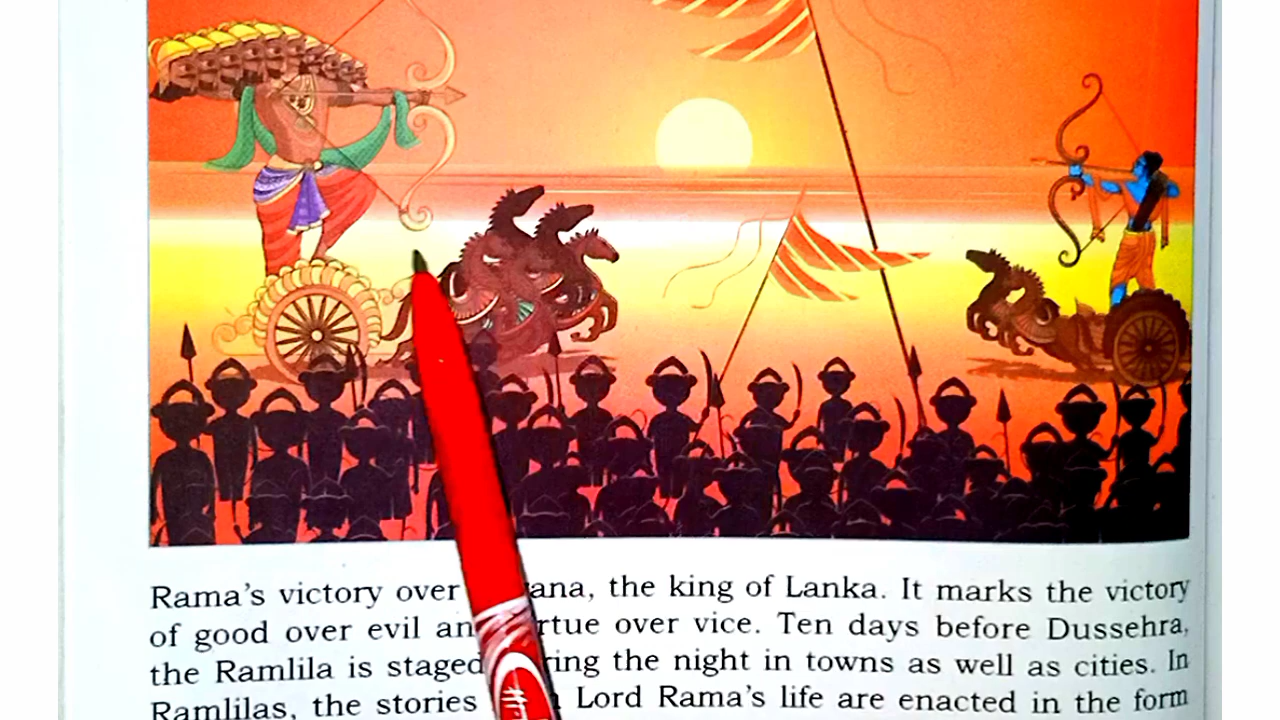 Rama's victory over ana, the king of Lanka. It marks the victory
of good over evil an rtue over vice. Ten days before Dussehra,
the Ramlila is staged ring the night in towns as well as cities. In
Ramlilas, the stories Lord Rama's life are enacted in the form